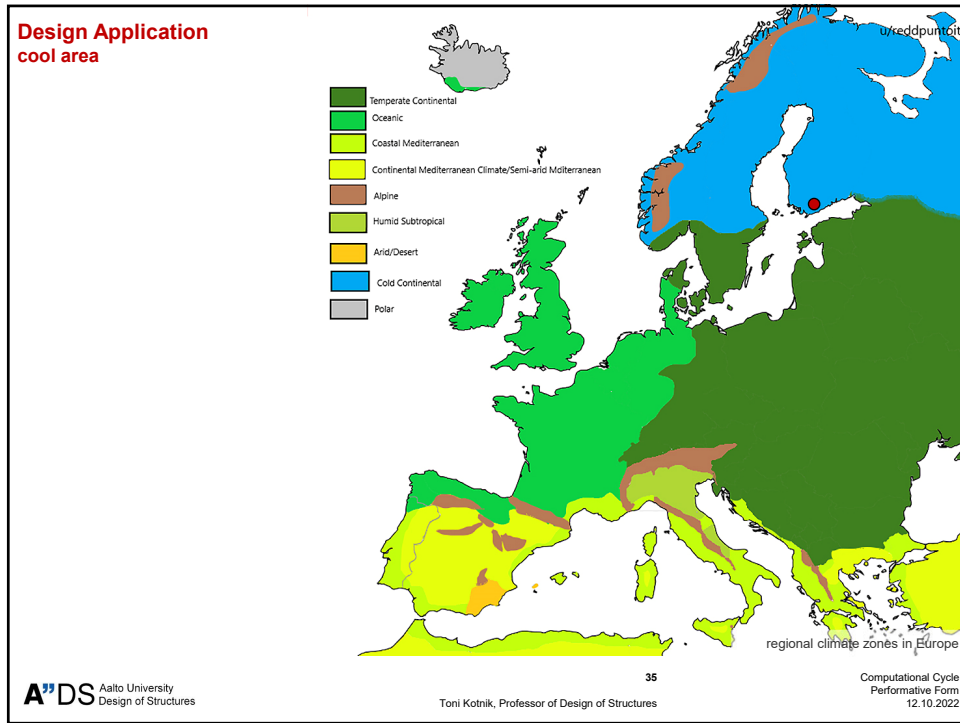 Design Application
cool area
u/reddpuntoit
Temperate Continental
Oceanic
Coastal Mediterranean
Continental Mediterranean Climate/Semi-arid Mditerranean
Alpine
Humid Subtropical
Arid/Desert
Cold Continental
Polar
regional climate zones in Europe
A”DS Aalto University
Design of Structures
35
Toni Kotnik, Professor of Design of Structures
Computational Cycle
Performative Form
12.10.2022